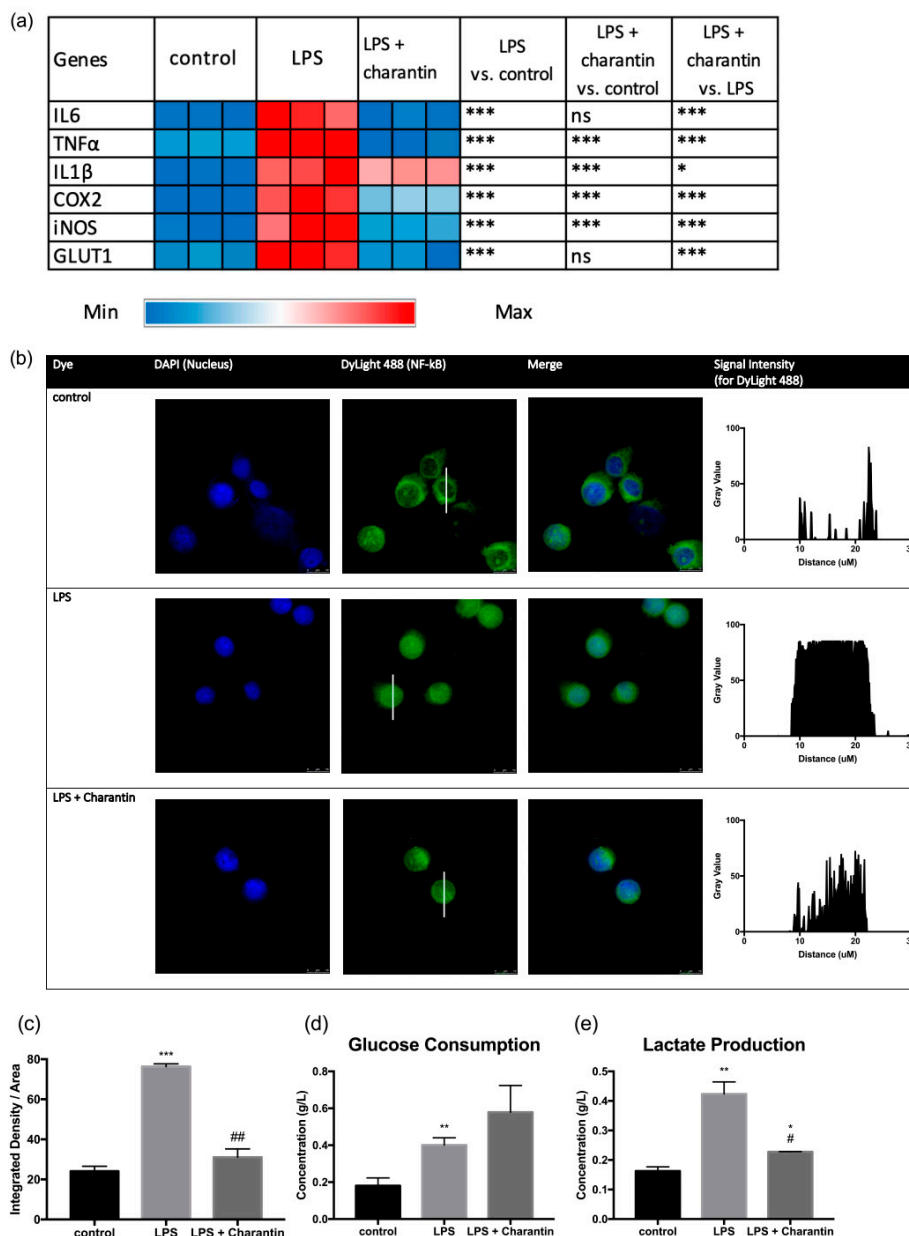 (a)
Genes control LPS LPS + charantin LPS vs. control LPS + charantin vs. control LPS + charantin vs. LPS
IL6 *** ns ***
TNFα *** *** ***
IL1β *** *** *
COX2 *** *** ***
iNOS *** *** ***
GLUT1 *** ns ***
Min Max
(b)
Dye DAPI (Nucleus) DyLight 488 (NF-kB) Merge Signal Intensity
(for DyLight 488)
control
100
50
0
Gray Value
0 10 20 3
Distance (uM)
LPS
100
50
0
Gray Value
0 10 20 3
Distance (uM)
LPS + Charantin
100
50
0
Gray Value
0 10 20 3
Distance (uM)
(c)
80
60
40
20
0
Integrated Density / Area
***
##
control LPS LPS + Charantin
(d)
Glucose Consumption
0.8
0.6
0.4
0.2
0.0
Concentration (g/L)
**
control LPS LPS + Charantin
(e)
Lactate Production
0.5
0.4
0.3
0.2
0.1
0.0
Concentration (g/L)
**
*
#
control LPS LPS + Charantin